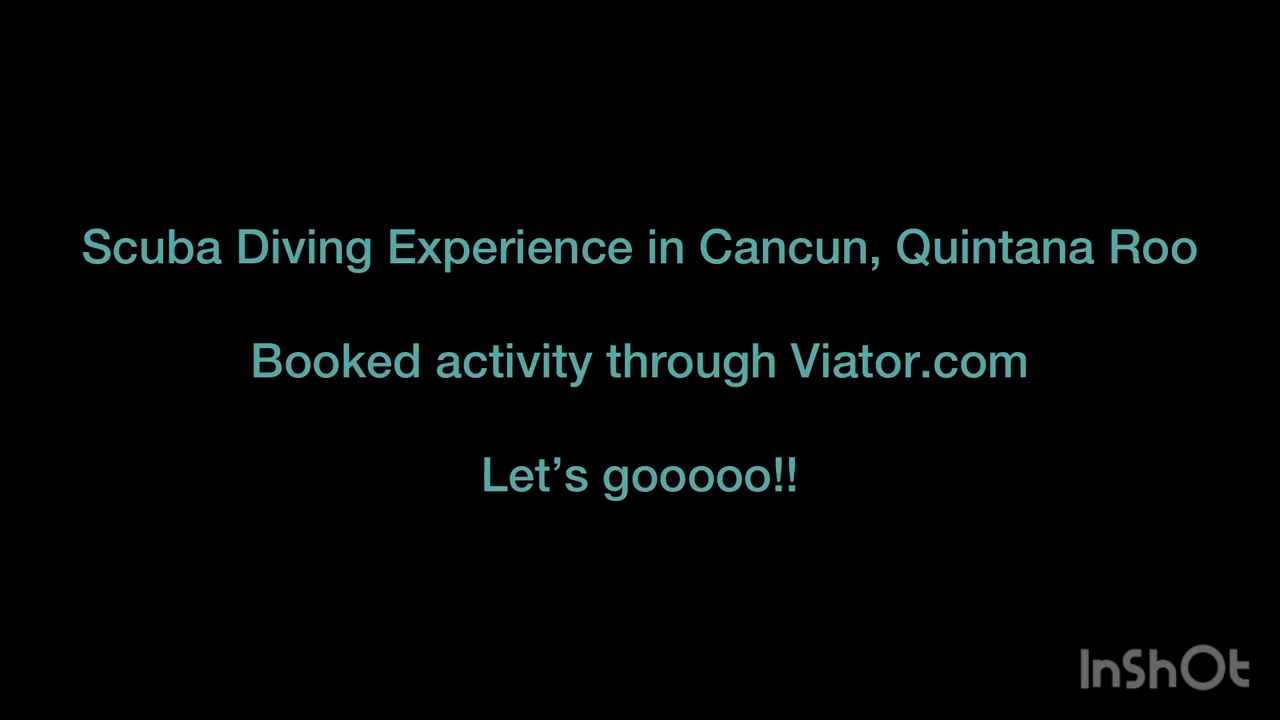 Scuba Diving Experience in Cancun, Quintana Roo
Booked activity through Viator.com
Let’s gooooo!!
InShOt